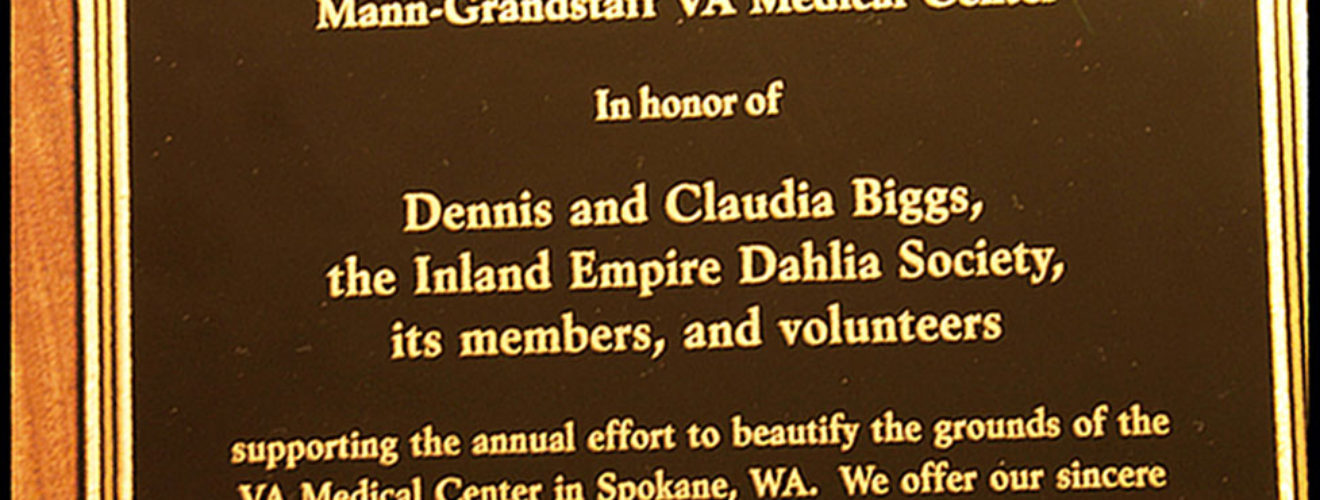 Mann-Grandstaff VA Medical Center
In honor of
Dennis and Claudia Biggs,
the Inland Empire Dahlia Society,
its members, and volunteers
supporting the annual effort to beautify the grounds of the
VA Medical Center in Spokane, WA.  We offer our sincere